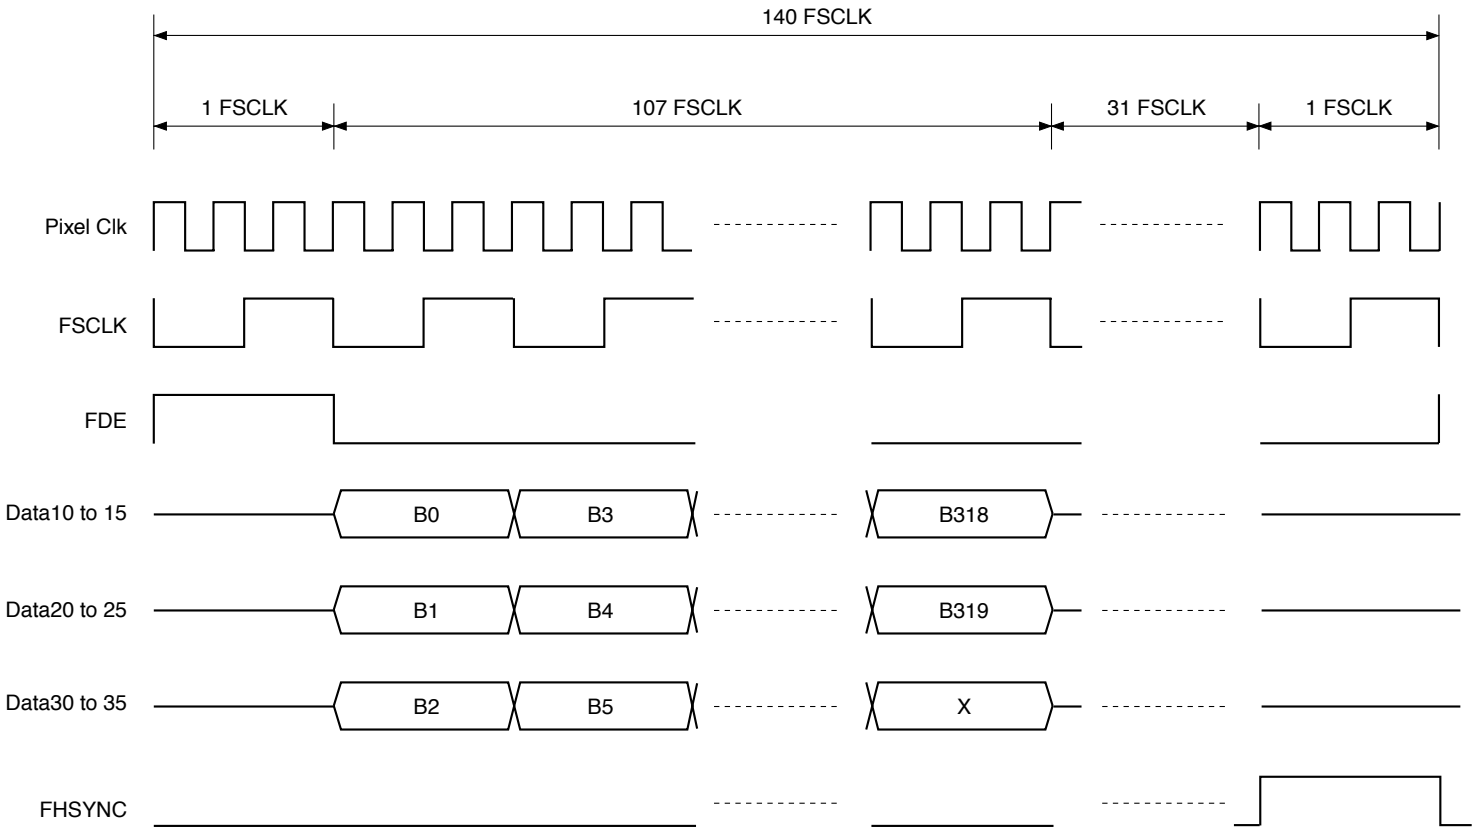 140 FSCLK
1 FSCLK 107 FSCLK 31 FSCLK 1 FSCLK
Pixel Clk
FSCLK
FDE
Data10 to 15 B0 B3 B318
Data20 to 25 B1 B4 B319
Data30 to 35 B2 B5 X
FHSYNC